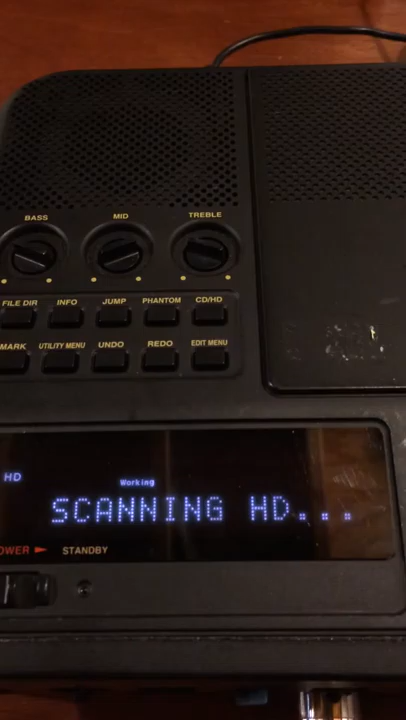 BASS MID TREBLE
FILE DIR INFO JUMP PHANTOM CD/HD
MARK UTILITY MENU UNDO REDO EDIT MENU
HD
Working
SCANNING HD...
OWER STANDBY